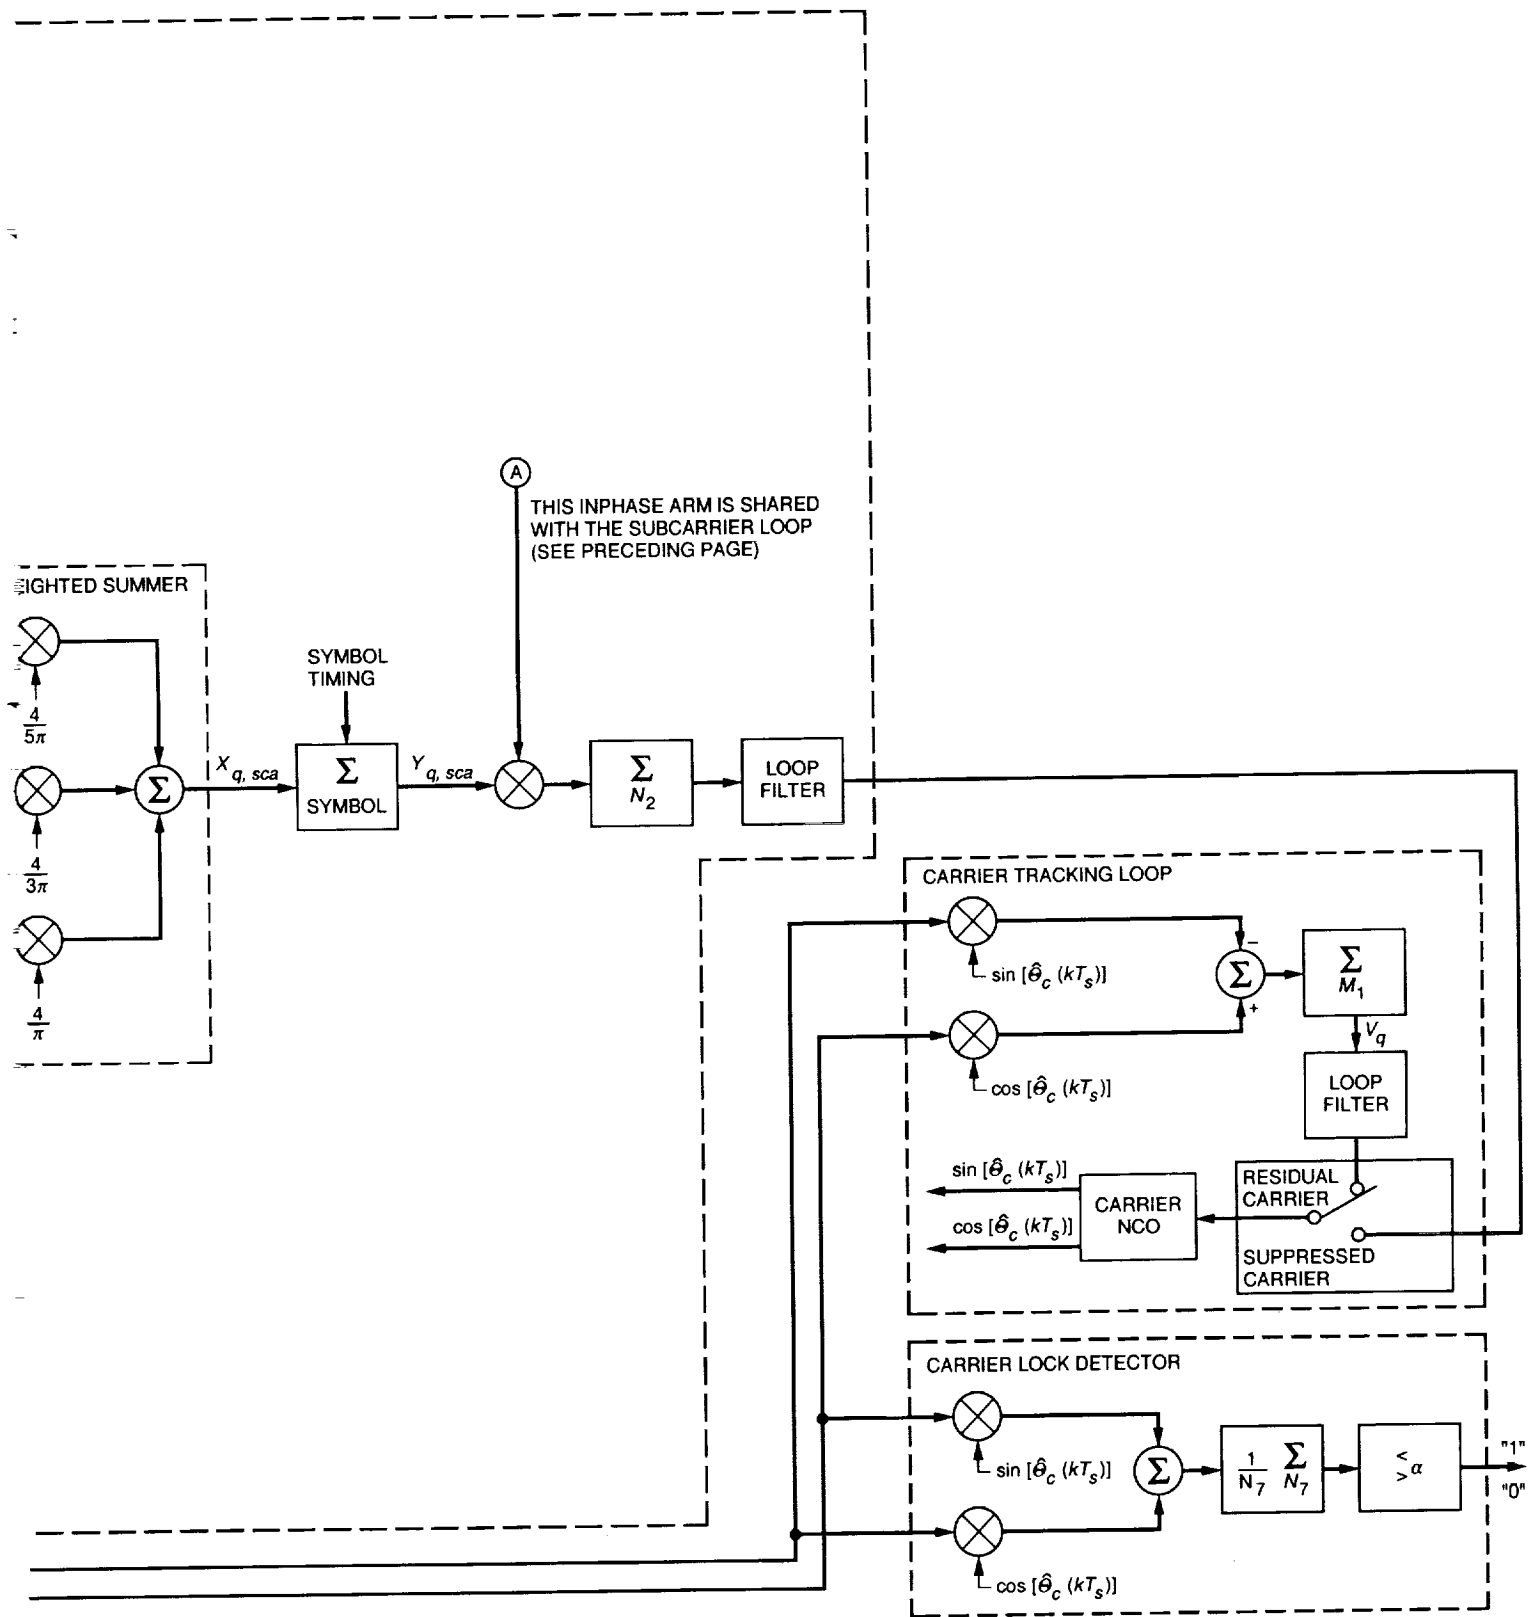 A
THIS INPHASE ARM IS SHARED
WITH THE SUBCARRIER LOOP
(SEE PRECEDING PAGE)
EIGHTED SUMMER
SYMBOL
TIMING
4
5π
X q, sca
Σ
SYMBOL
Y q, sca
Σ
N2
LOOP
FILTER
Σ
4
3π
4
π
CARRIER TRACKING LOOP
sin [Θ̂c (kTs)]
−
Σ
+
Σ
M1
Vq
cos [Θ̂c (kTs)]
LOOP
FILTER
sin [Θ̂c (kTs)]
cos [Θ̂c (kTs)]
CARRIER
NCO
RESIDUAL
CARRIER
SUPPRESSED
CARRIER
CARRIER LOCK DETECTOR
sin [Θ̂c (kTs)]
Σ
1
N7
Σ
N7
<
> α
"1"
"0"
cos [Θ̂c (kTs)]